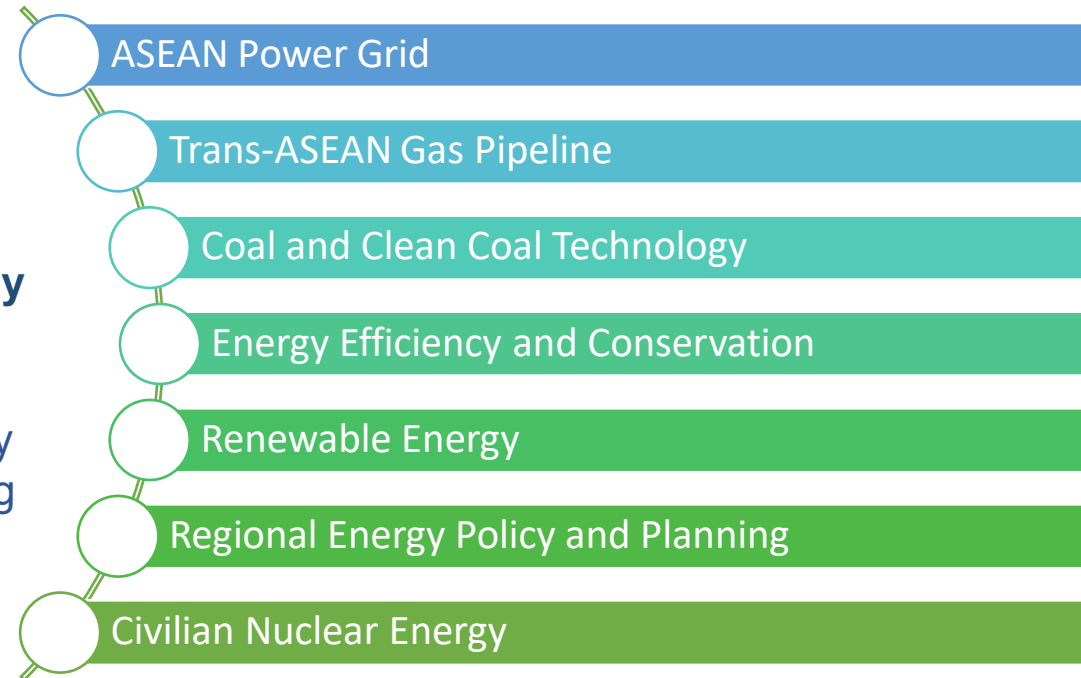 ASEAN Power Grid
Trans-ASEAN Gas Pipeline
Coal and Clean Coal Technology
y
Energy Efficiency and Conservation
Renewable Energy
y
g
Regional Energy Policy and Planning
Civilian Nuclear Energy